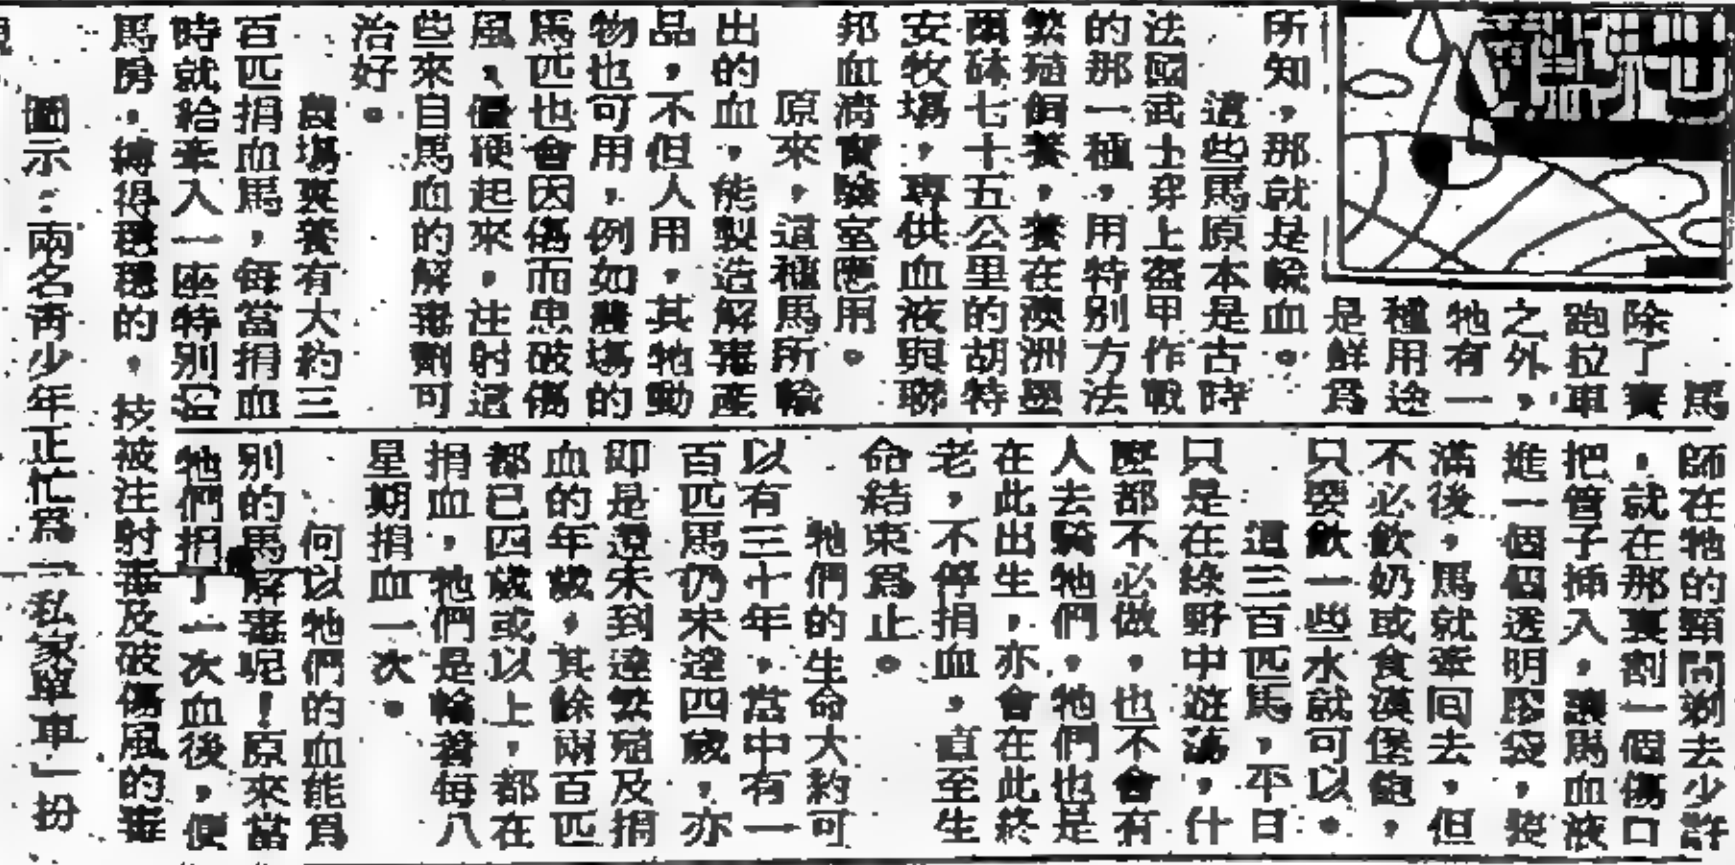 馬
除了賽
跑拉車
之外，
牠有一
種用途
是鮮為
所知，那就是輸血。
這些馬原本是古時
法國武士穿上盔甲作戰
的那一種，用特別方法
繁殖飼養，養在澳洲墨
爾砵七十五公里的胡特
安牧場，專供血液與聯
邦血清實驗室應用。
原來，這種馬所輸
出的血，能製造解毒產
品，不但人用，其牠動
物也可用，例如農場的
馬匹也會因傷而患破傷
風，僵硬起來，注射這
些來自馬血的解毒劑可
治好。
農場裏養有大約三
百匹捐血馬，每當捐血
時就給牽入一座特別設
馬房，縛得穩穩的，技
師在牠的頸間剃去少許
，就在那裏割一個傷口
把管子插入，讓馬血液
進一個個透明膠袋，裝
滿後，馬就牽回去，但
不必飲奶或食漢堡飽，
只要飲一些水就可以。
這三百匹馬，平日
只是在綠野中遊蕩，什
麼都不必做，也不會有
人去騎牠們，牠們也是
在此出生，亦會在此終
老，不停捐血，直至生
命結束為止。
牠們的生命大約可
以有三十年，當中有一
百匹馬仍未達四歲，亦
即是還未到達繁殖及捐
血的年歲，其餘兩百匹
都已四歲或以上，都在
捐血，牠們是輪着每八
星期捐血一次。
何以牠們的血能為
別的馬解毒呢！原來當
牠們捐了一次血後，便
被注射毒及破傷風的毒
圖示：兩名青少年正忙為「私家單車」扮